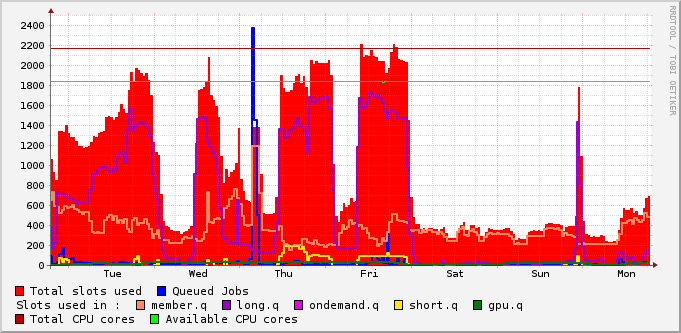 RRDTOOL / TOBI OETIKER
2400
2200
2000
1800
1600
1400
1200
1000
800
600
400
200
0
Tue Wed Thu Fri Sat Sun Mon
Total slots used Queued Jobs
Slots used in : member.q long.q ondemand.q short.q gpu.q
Total CPU cores Available CPU cores